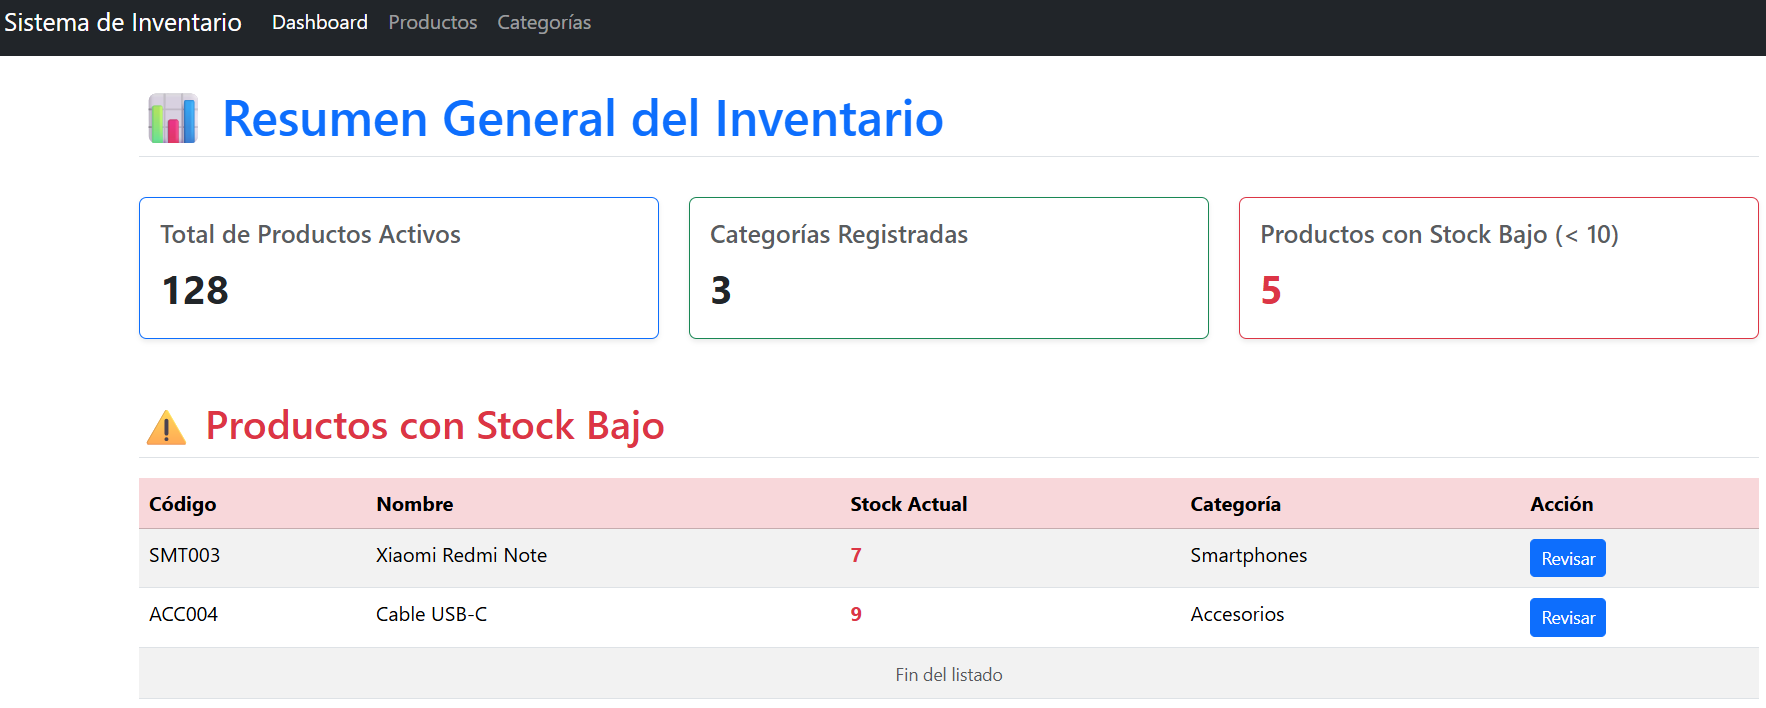 Sistema de Inventario Dashboard Productos Categorías
Resumen General del Inventario
Total de Productos Activos
128
Categorías Registradas
3
Productos con Stock Bajo (< 10)
5
Productos con Stock Bajo
Código Nombre Stock Actual Categoría Acción
SMT003 Xiaomi Redmi Note 7 Smartphones Revisar
ACC004 Cable USB-C 9 Accesorios Revisar
Fin del listado